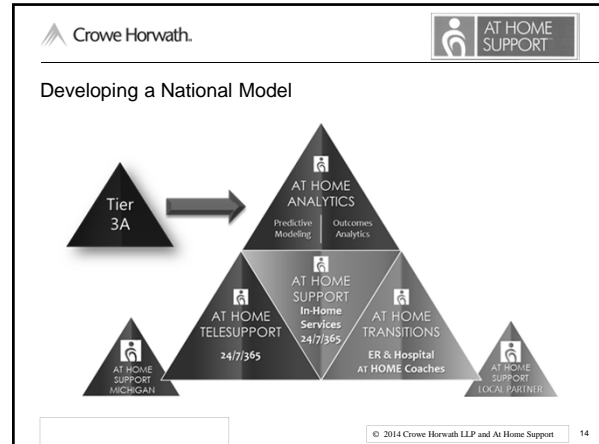 Crowe Horwath.
AT HOME
SUPPORT™
Developing a National Model
Tier
3A
AT HOME
ANALYTICS
Predictive
Modeling
Outcomes
Analytics
AT HOME
TELESUPPORT
24/7/365
AT HOME
SUPPORT
In-Home
Services
24/7/365
AT HOME
TRANSITIONS
ER & Hospital
AT HOME Coaches
AT HOME
SUPPORT
MICHIGAN
AT HOME
SUPPORT
LOCAL PARTNER
© 2014 Crowe Horwath LLP and At Home Support
14